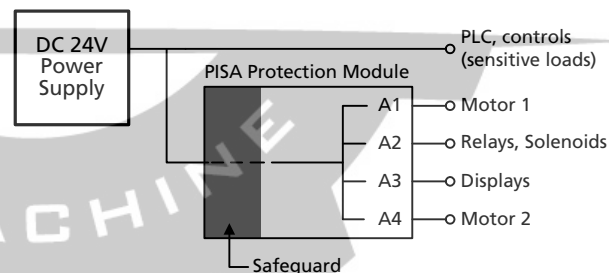 DC 24V
Power
Supply
PLC, controls
(sensitive loads)
PISA Protection Module
A1
Motor 1
A2
Relays, Solenoids
A3
Displays
A4
Motor 2
Safeguard
ACHINE